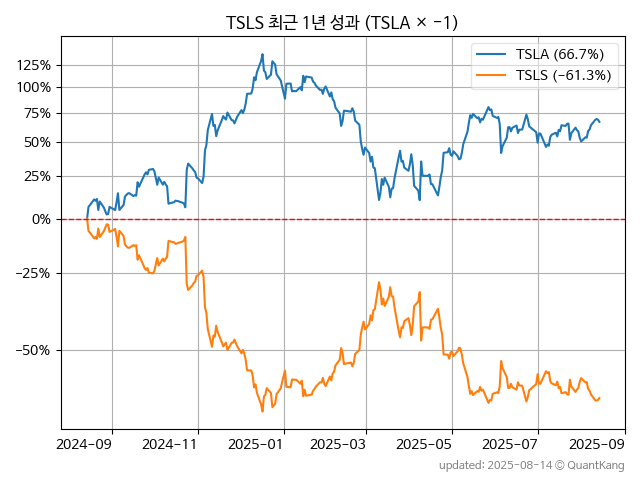 TSLS 최근 1년 성과 (TSLA × −1)
TSLA (66.7%)
TSLS (−61.3%)
125%
100%
75%
50%
25%
0%
−25%
−50%
2024-09 2024-11 2025-01 2025-03 2025-05 2025-07 2025-09
updated: 2025-08-14 © QuantKang